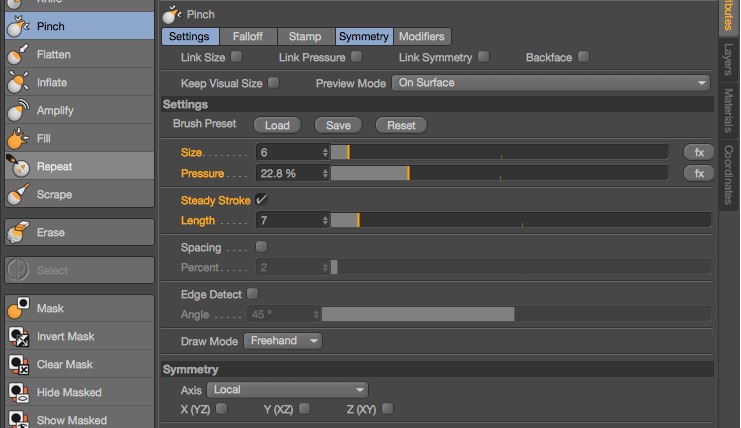 Knife
Pinch
Flatten
Inflate
Amplify
Fill
Repeat
Scrape
Erase
Select
Mask
Invert Mask
Clear Mask
Hide Masked
Show Masked
Pinch
Settings Falloff Stamp Symmetry Modifiers
Link Size Link Pressure Link Symmetry Backface
Keep Visual Size Preview Mode On Surface
Settings
Brush Preset Load Save Reset
Size........ 6 fx
Pressure.... 22.8 % fx
Steady Stroke
Length .... 7
Spacing ....
Percent.... 2
Edge Detect
Angle ..... 45 °
Draw Mode Freehand
Symmetry
Axis Local
X (YZ) Y (XZ) Z (XY)
Layers
Materials
Coordinates